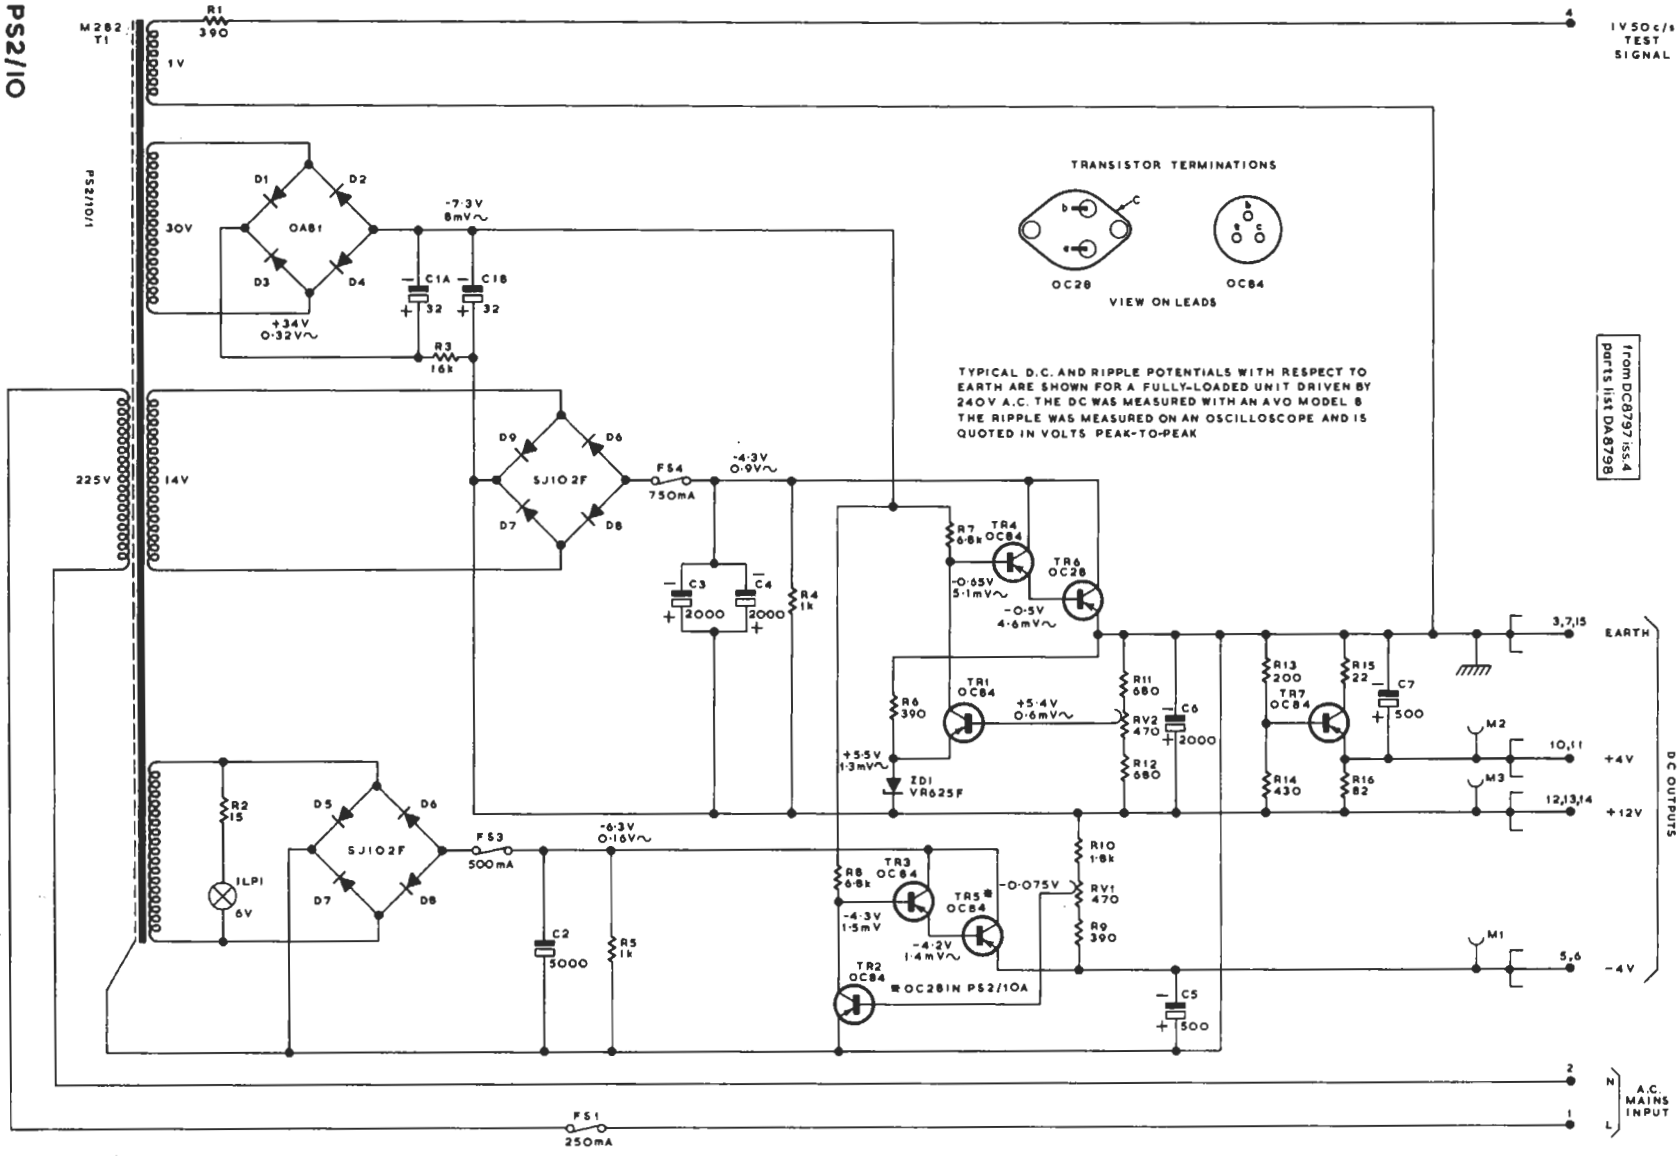 PS2/10
M282
T1
R1
390
1V
4
1V 50c/s
TEST
SIGNAL
PS2/10/1
30V
D1
D2
OA81
D3
D4
+34V
0·32V~
-7·3V
8mV~
C1A
32
C1B
32
R3
16k
TRANSISTOR TERMINATIONS
b
e
C
OC28
b
e
c
OC84
VIEW ON LEADS
TYPICAL D.C. AND RIPPLE POTENTIALS WITH RESPECT TO
EARTH ARE SHOWN FOR A FULLY-LOADED UNIT DRIVEN BY
240V A.C. THE DC WAS MEASURED WITH AN AVO MODEL 8
THE RIPPLE WAS MEASURED ON AN OSCILLOSCOPE AND IS
QUOTED IN VOLTS PEAK-TO-PEAK
from DC8797 iss.4
parts list DA8798
225V
14V
D9
D6
SJ102F
D7
D8
FS4
750mA
-4·3V
0·9V~
C3
2000
C4
2000
R4
1k
R7
6·8k
TR4
OC84
TR6
OC28
-0·65V
5·1mV~
-0·5V
4·6mV~
TR1
OC84
R6
390
+5·4V
0·6mV~
+5·5V
1·3mV~
ZD1
VR625F
R11
680
RV2
470
R12
680
C6
2000
R13
200
TR7
OC84
R14
430
R15
22
R16
82
C7
500
3,7,15
EARTH
M2
10,11
+4V
M3
12,13,14
+12V
DC OUTPUTS
R2
15
ILP1
6V
D5
D6
SJ102F
D7
D8
FS3
500mA
-6·3V
0·16V~
C2
5000
R5
1k
R8
6·8k
TR3
OC84
TR5*
OC84
-4·3V
1·5mV
-4·2V
1·4mV~
TR2
OC84
*OC28 IN PS2/10A
-0·075V
R10
1·8k
RV1
470
R9
390
C5
500
M1
5,6
-4V
2
N
A.C.
MAINS
INPUT
1
L
FS1
250mA